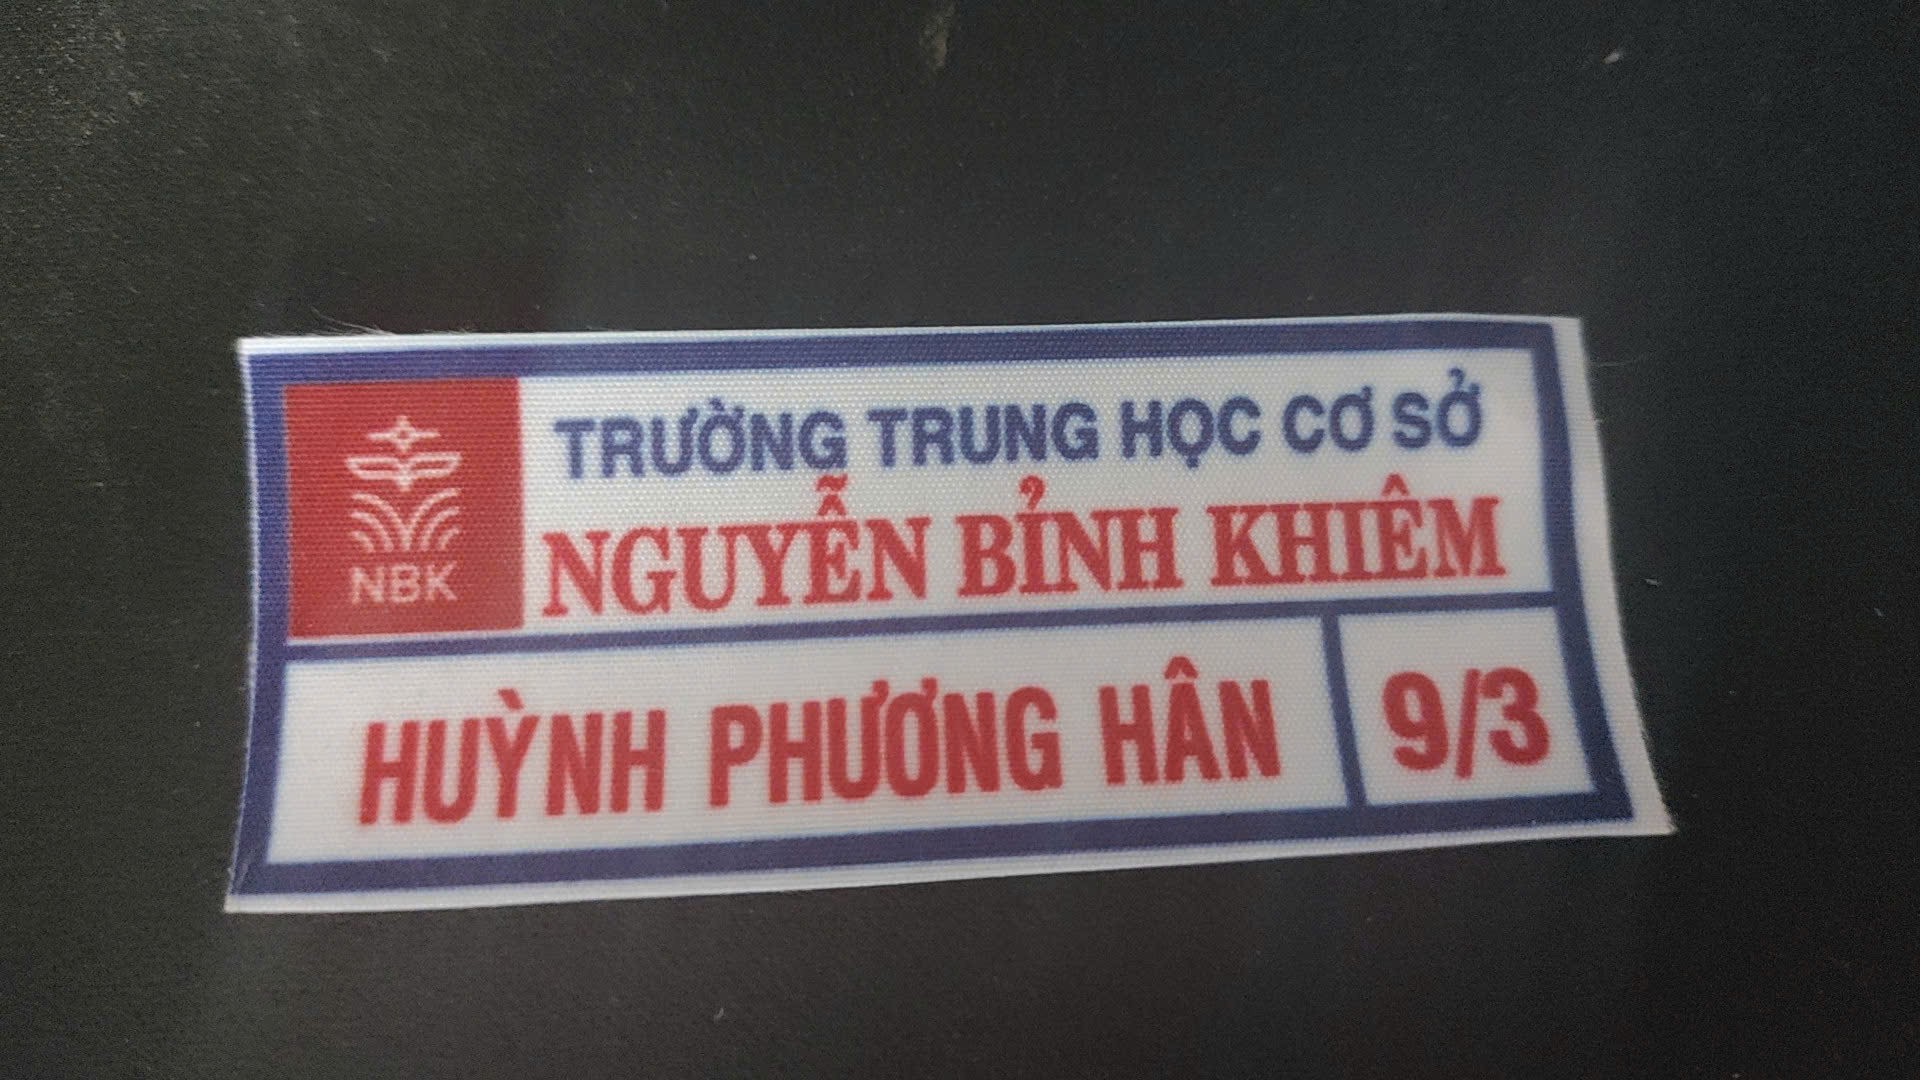 TRƯỜNG TRUNG HỌC CƠ SỞ
NGUYỄN BỈNH KHIÊM
NBK
HUỲNH PHƯƠNG HÂN 9/3